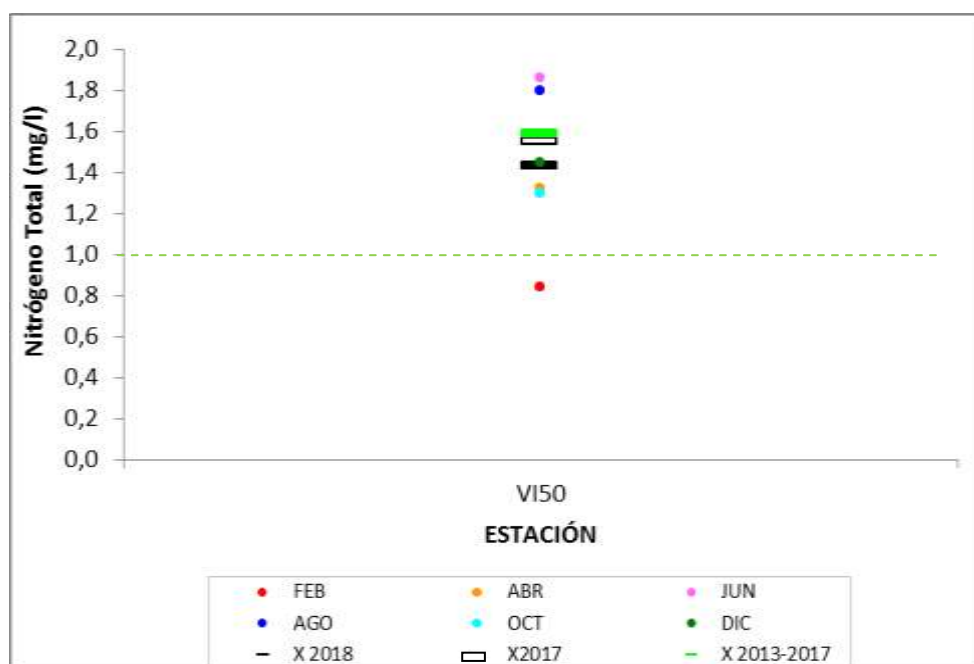 Nitrógeno Total (mg/l)
2,0
1,8
1,6
1,4
1,2
1,0
0,8
0,6
0,4
0,2
0,0
VI50
ESTACIÓN
FEB ABR JUN
AGO OCT DIC
X 2018 X2017 X 2013-2017